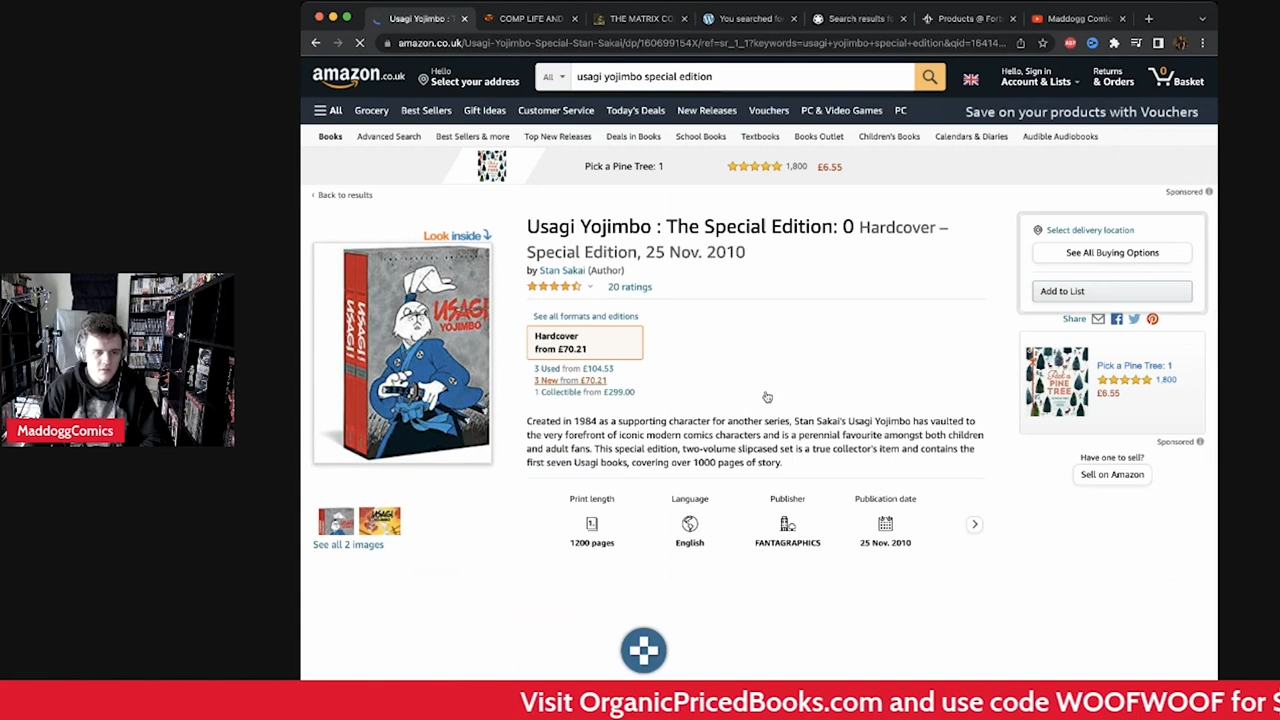 Usagi Yojimbo : T
COMP LIFE AND
THE MATRIX CO
You searched fo
Search results fo
Products @ Forb
Maddogg Comic
amazon.co.uk/Usagi-Yojimbo-Special-Stan-Sakai/dp/160699154X/ref=sr_1_1?keywords=usagi+yojimbo+special+edition&qid=16414...
amazon.co.uk
Hello
Select your address
All
usagi yojimbo special edition
Hello, Sign in
Account & Lists
Returns
& Orders
0
Basket
All
Grocery
Best Sellers
Gift Ideas
Customer Service
Today's Deals
New Releases
Vouchers
PC & Video Games
PC
Save on your products with Vouchers
Books
Advanced Search
Best Sellers & more
Top New Releases
Deals in Books
School Books
Textbooks
Books Outlet
Children's Books
Calendars & Diaries
Audible Audiobooks
Pick a Pine Tree: 1
1,800
£6.55
‹ Back to results
Sponsored
Look inside
USAGI
YOJIMBO
USAGI
USAGI
See all 2 images
Usagi Yojimbo : The Special Edition: 0 Hardcover –
Special Edition, 25 Nov. 2010
by Stan Sakai (Author)
20 ratings
See all formats and editions
Hardcover
from £70.21
3 Used from £104.53
3 New from £70.21
1 Collectible from £299.00
Created in 1984 as a supporting character for another series, Stan Sakai's Usagi Yojimbo has vaulted to
the very forefront of iconic modern comics characters and is a perennial favourite amongst both children
and adult fans. This special edition, two-volume slipcased set is a true collector's item and contains the
first seven Usagi books, covering over 1000 pages of story.
Print length
1200 pages
Language
English
Publisher
FANTAGRAPHICS
Publication date
25 Nov. 2010
Select delivery location
See All Buying Options
Add to List
Share
Pick a Pine Tree: 1
1,800
£6.55
Sponsored
Have one to sell?
Sell on Amazon
MaddoggComics
Visit OrganicPricedBooks.com and use code WOOFWOOF for